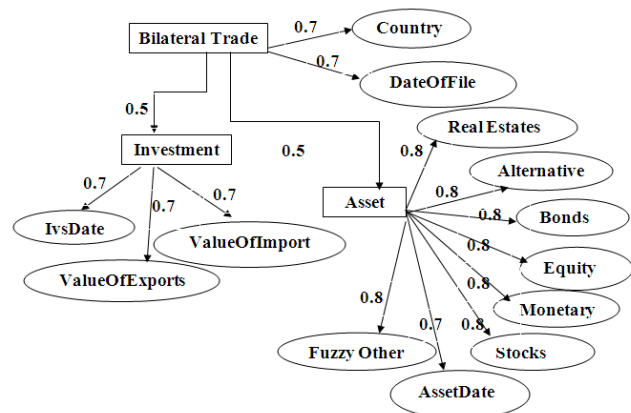 0.7
Country
Bilateral Trade
0.7
DateOfFile
0.5
Real Estates
Investment
0.5
0.8
Alternative
0.7
0.7
0.8
Asset
0.8
Bonds
IvsDate
0.7
ValueOfImport
0.8
Equity
ValueOfExports
0.8
0.8
Monetary
0.7
0.8
Fuzzy Other
Stocks
AssetDate